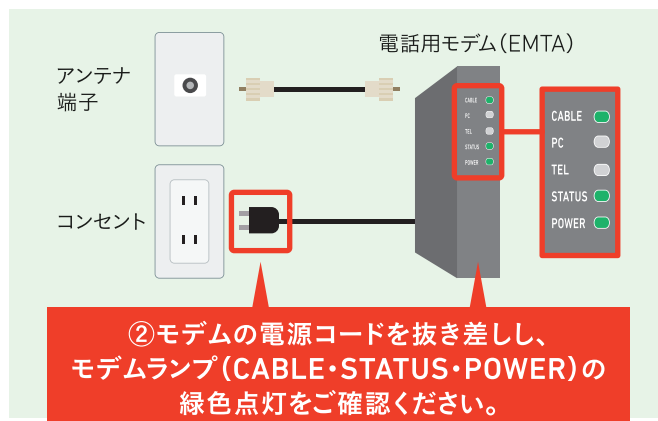 電話用モデム(EMTA)
アンテナ
端子
CABLE
PC
TEL
STATUS
POWER
CABLE
PC
TEL
STATUS
POWER
コンセント
②モデムの電源コードを抜き差しし、
モデムランプ(CABLE・STATUS・POWER)の
緑色点灯をご確認ください。